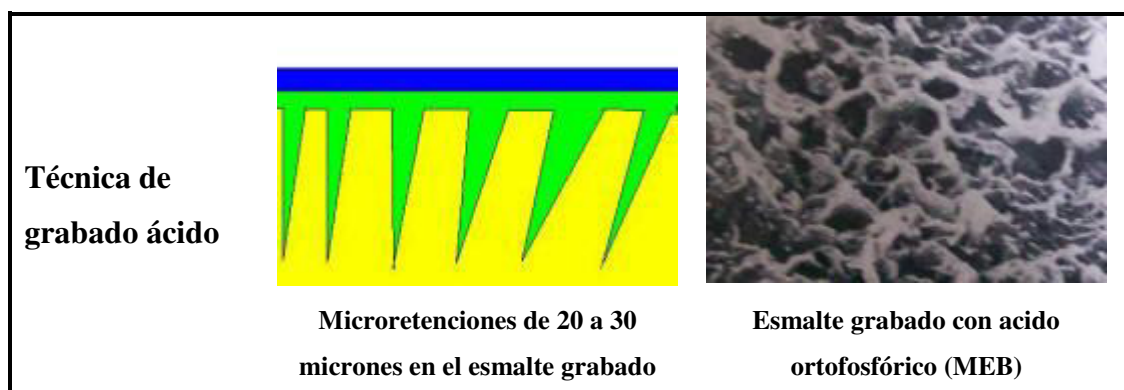 Técnica de
grabado ácido
Microretenciones de 20 a 30
micrones en el esmalte grabado
Esmalte grabado con acido
ortofosfórico (MEB)